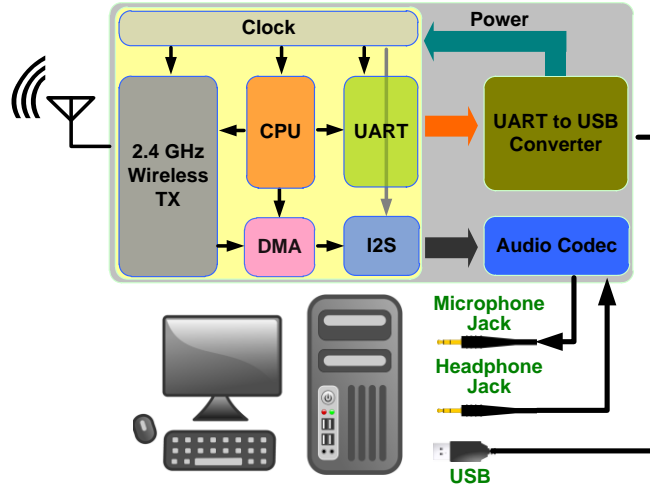 Clock
Power
2.4 GHz
Wireless
TX
CPU
UART
UART to USB
Converter
DMA
I2S
Audio Codec
Microphone
Jack
Headphone
Jack
USB